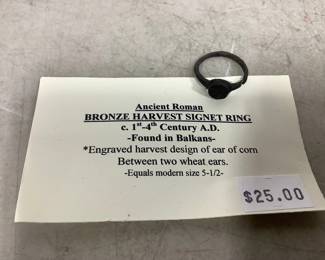 Ancient Roman
BRONZE HARVEST SIGNET RING
c. 1st-4th Century A.D.
-Found in Balkans-
*Engraved harvest design of ear of corn
Between two wheat ears.
-Equals modern size 5-1/2-
$25.00